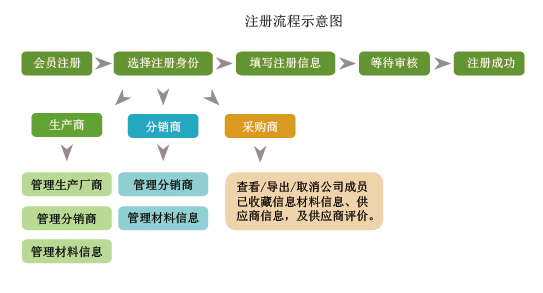 注册流程示意图
会员注册
选择注册身份
填写注册信息
等待审核
注册成功
生产商
分销商
采购商
管理生产厂商
管理分销商
管理材料信息
管理分销商
管理材料信息
查看/导出/取消公司成员
已收藏信息材料信息、供
应商信息，及供应商评价。